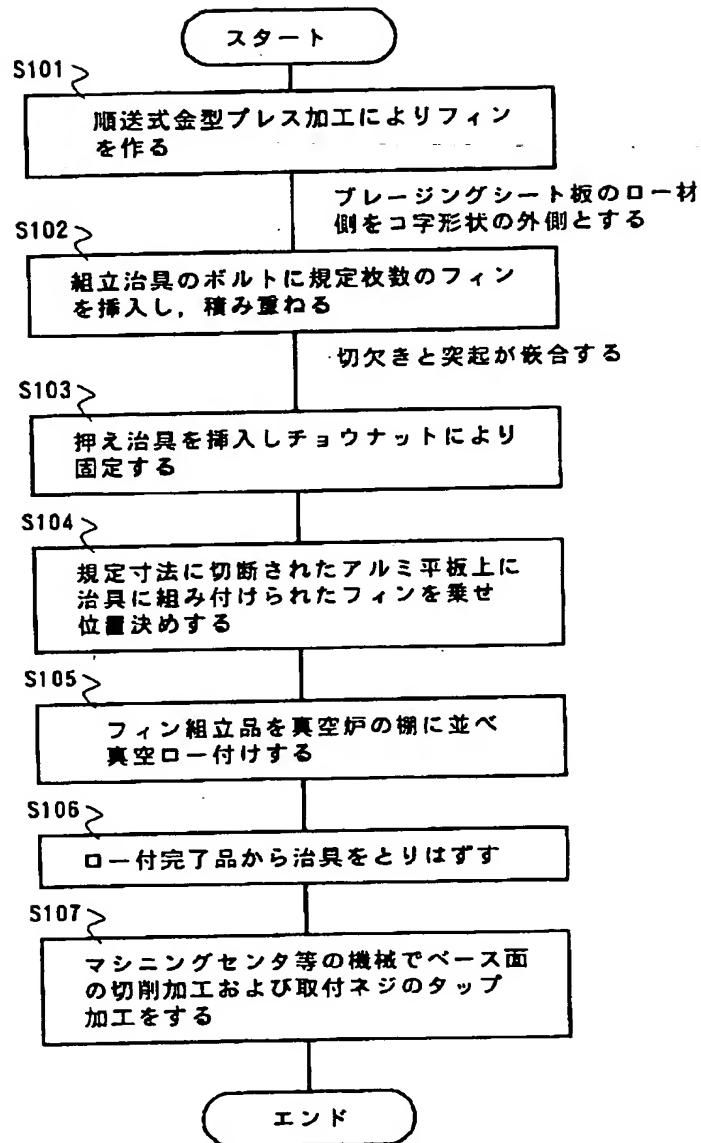 スタート
S101
順送式金型プレス加工によりフィン
を作る
ブレージングシート板のロー材
側をコ字形状の外側とする
S102
組立治具のボルトに規定枚数のフィン
を挿入し,積み重ねる
切欠きと突起が嵌合する
S103
押え治具を挿入しチョウナットにより
固定する
S104
規定寸法に切断されたアルミ平板上に
治具に組み付けられたフィンを乗せ
位置決めする
S105
フィン組立品を真空炉の棚に並べ
真空ロー付けする
S106
ロー付完了品から治具をとりはずす
S107
マシニングセンタ等の機械でベース面
の切削加工および取付ネジのタップ
加工をする
エンド